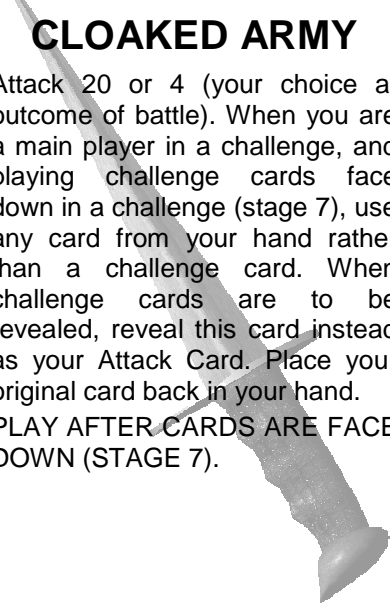 CLOAKED ARMY
Attack 20 or 4 (your choice a
outcome of battle). When you are
a main player in a challenge, and
playing challenge cards face
down in a challenge (stage 7), use
any card from your hand rathe
than a challenge card. When
challenge cards are to be
revealed, reveal this card instead
as your Attack Card. Place you
original card back in your hand.
PLAY AFTER CARDS ARE FACE
DOWN (STAGE 7).